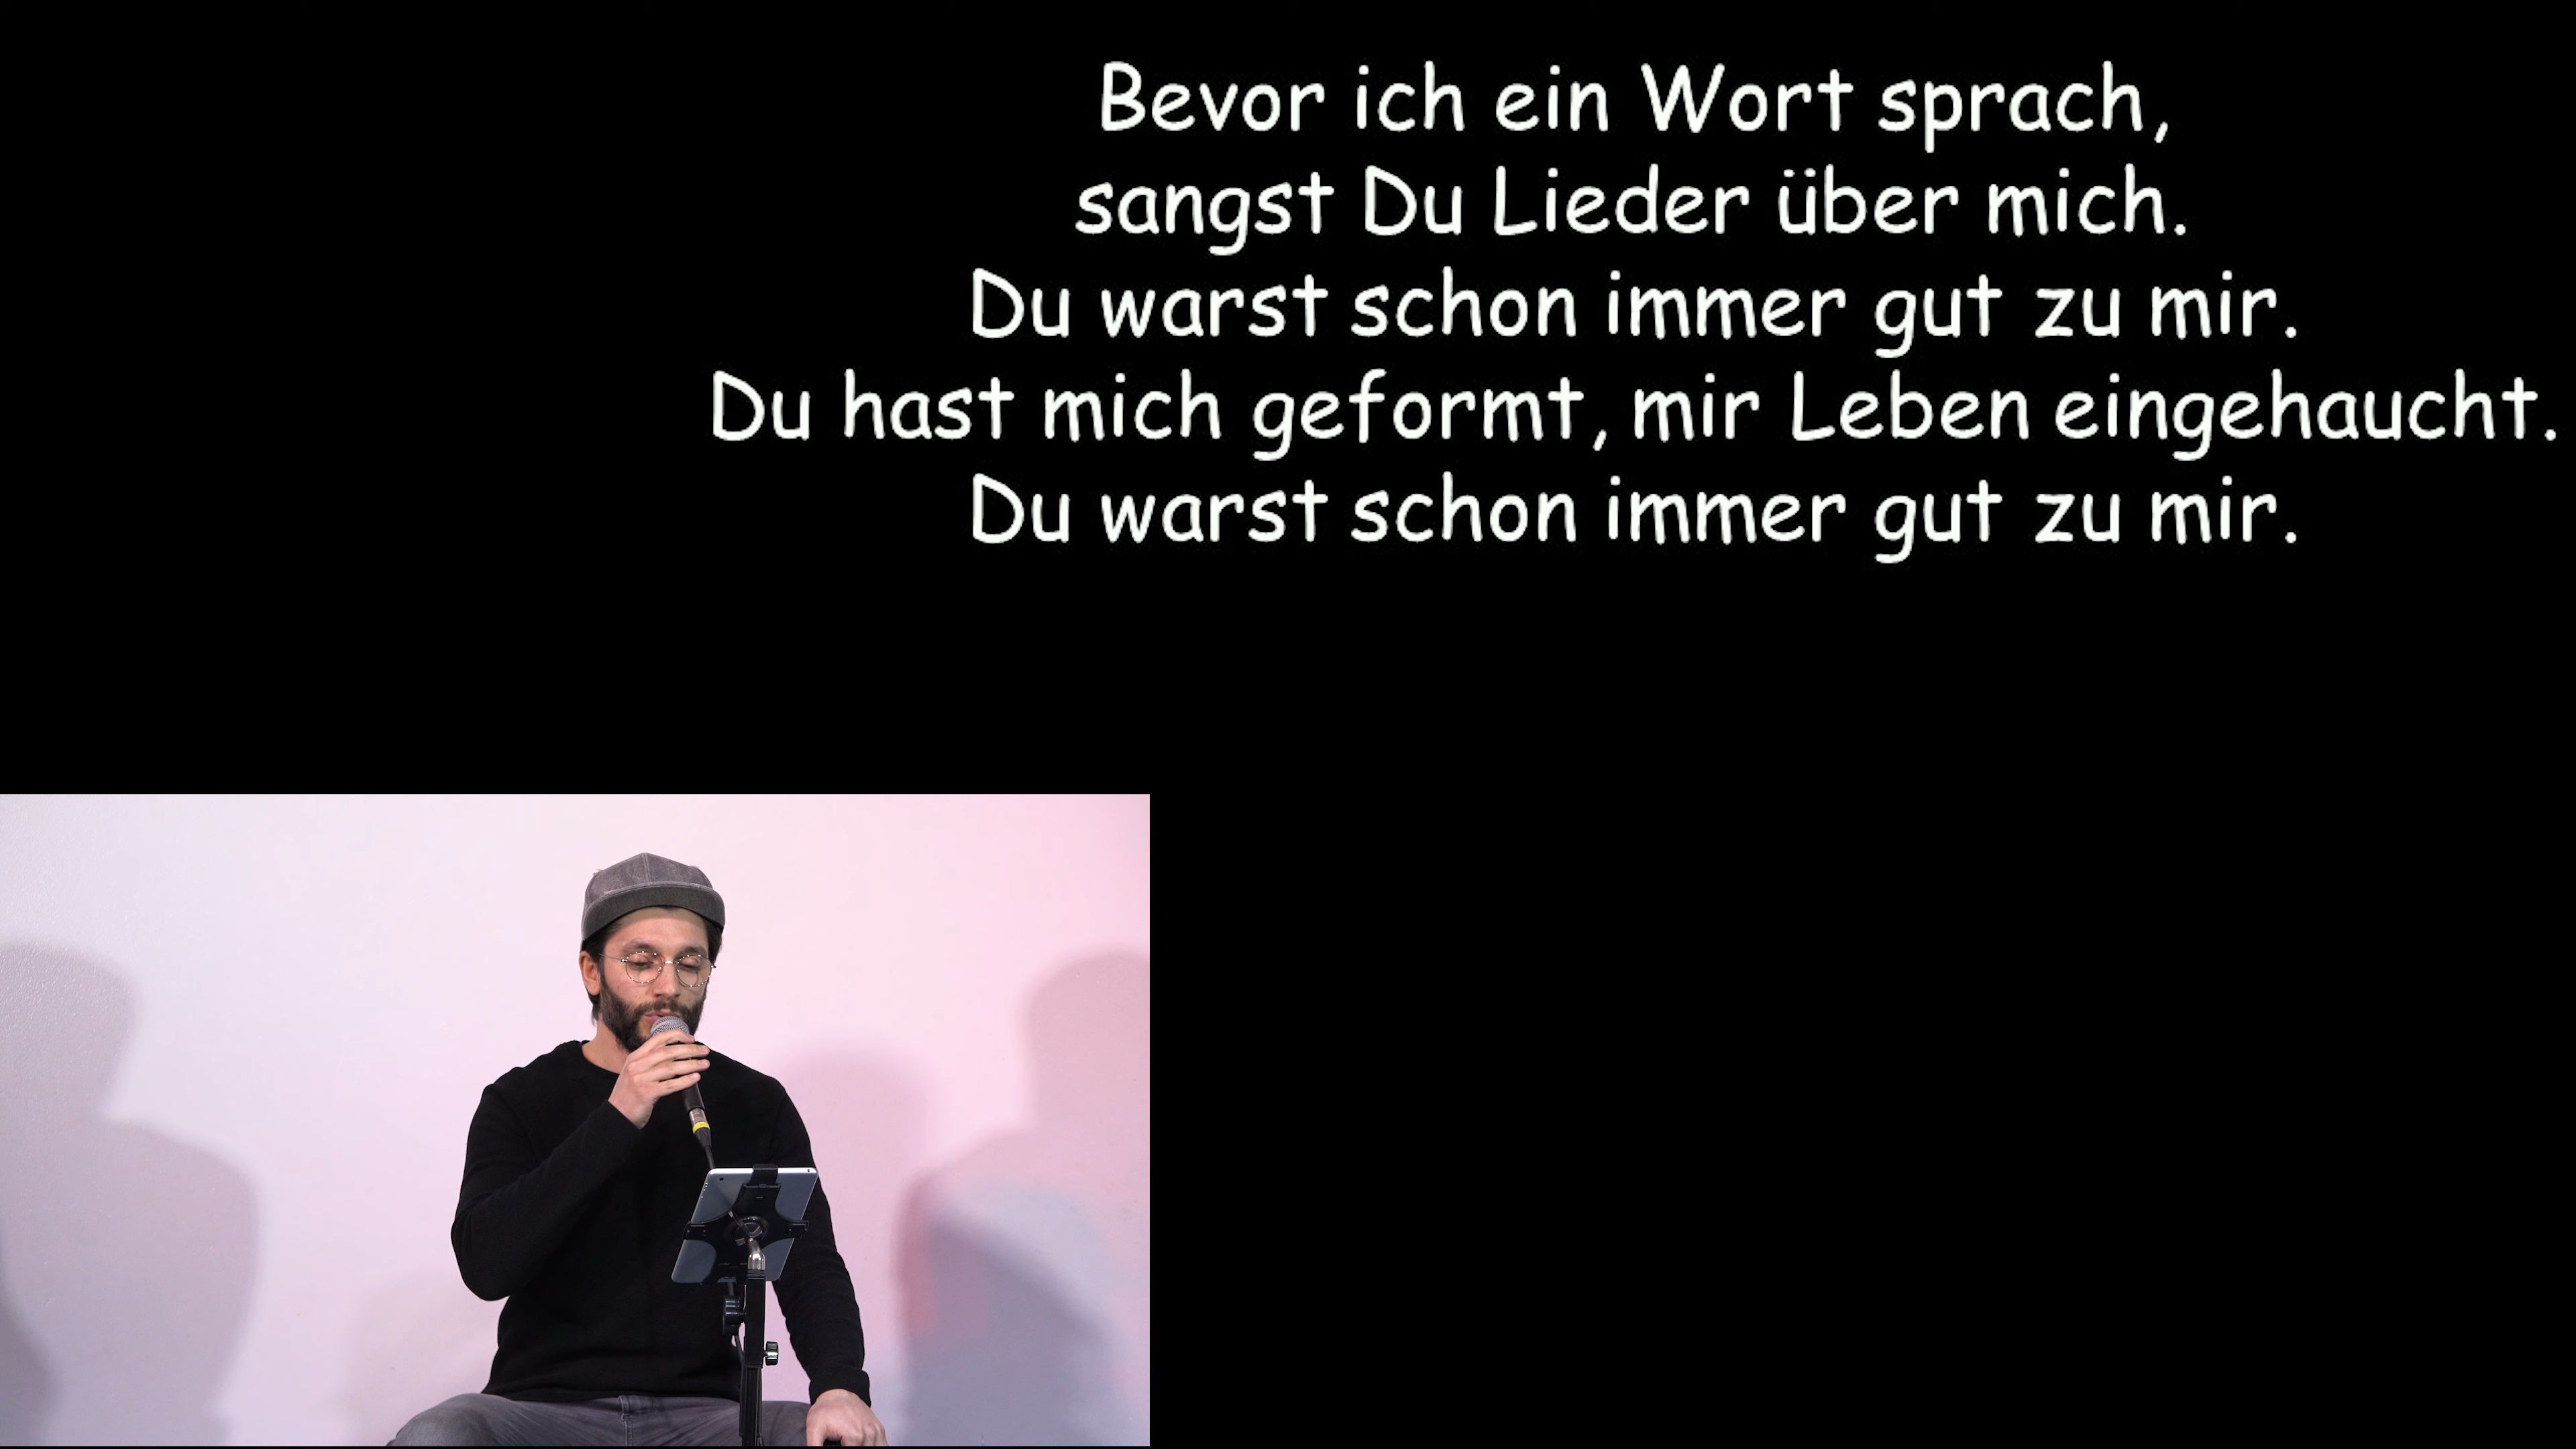 Bevor ich ein Wort sprach,
sangst Du Lieder über mich.
Du warst schon immer gut zu mir.
Du hast mich geformt, mir Leben eingehaucht.
Du warst schon immer gut zu mir.